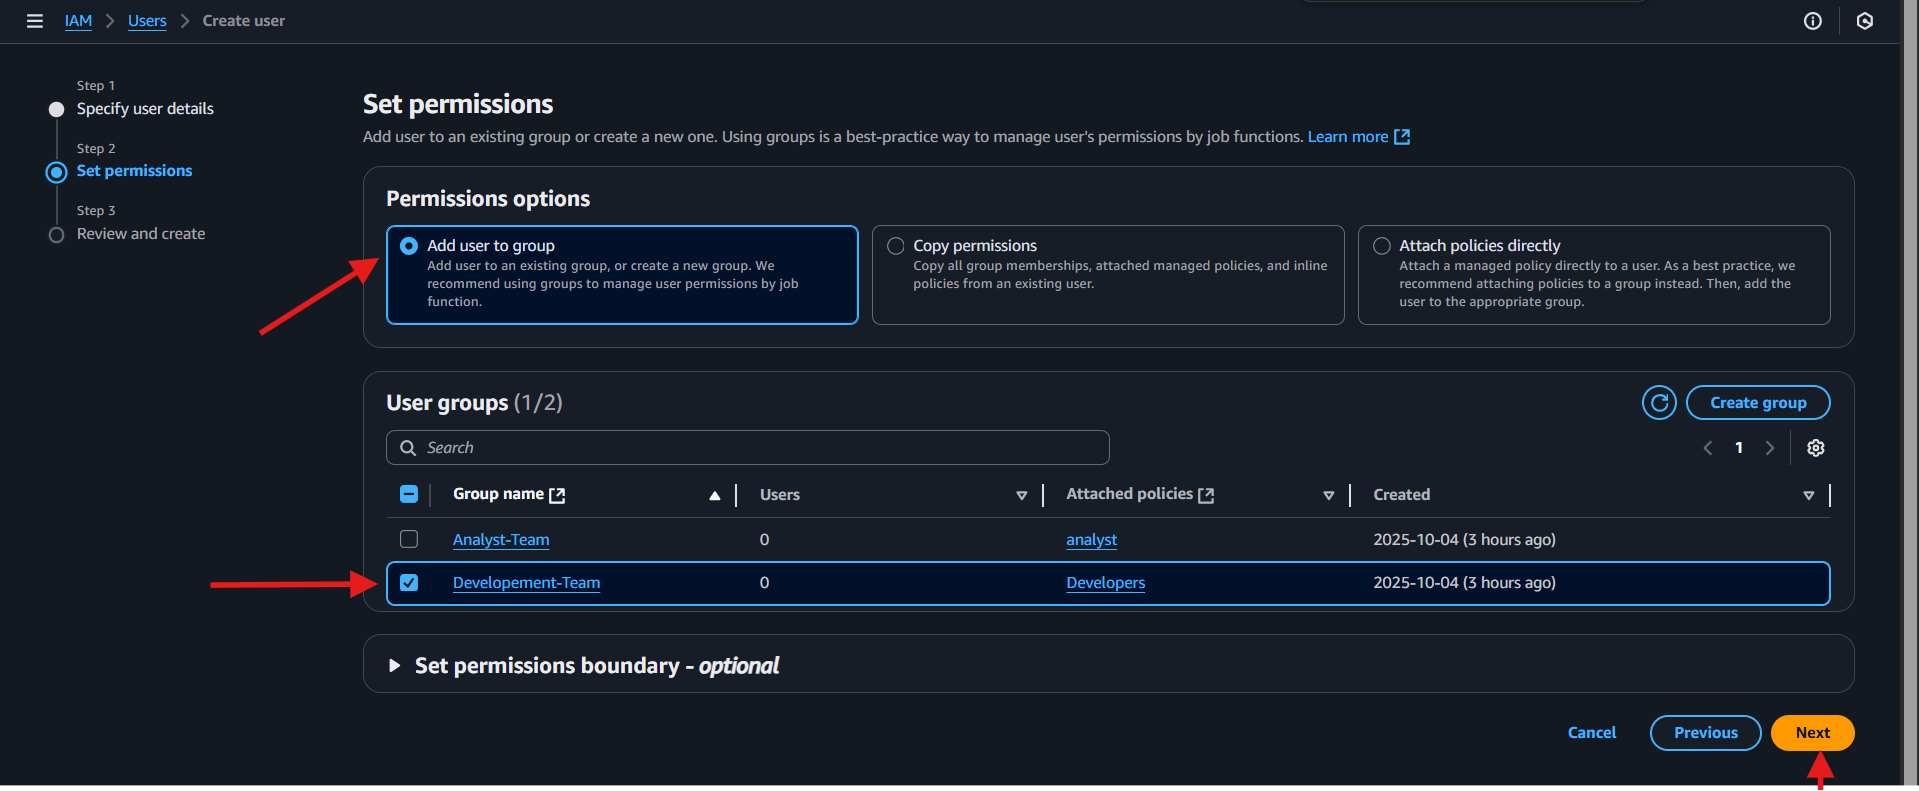 IAM > Users > Create user
Step 1
Specify user details
Step 2
Set permissions
Step 3
Review and create
Set permissions
Add user to an existing group or create a new one. Using groups is a best-practice way to manage user's permissions by job functions. Learn more
Permissions options
Add user to group
Add user to an existing group, or create a new group. We
recommend using groups to manage user permissions by job
function.
Copy permissions
Copy all group memberships, attached managed policies, and inline
policies from an existing user.
Attach policies directly
Attach a managed policy directly to a user. As a best practice, we
recommend attaching policies to a group instead. Then, add the
user to the appropriate group.
User groups (1/2)
Create group
Search
1
Group name Users Attached policies Created
Analyst-Team 0 analyst 2025-10-04 (3 hours ago)
Developement-Team 0 Developers 2025-10-04 (3 hours ago)
Set permissions boundary - optional
Cancel Previous Next